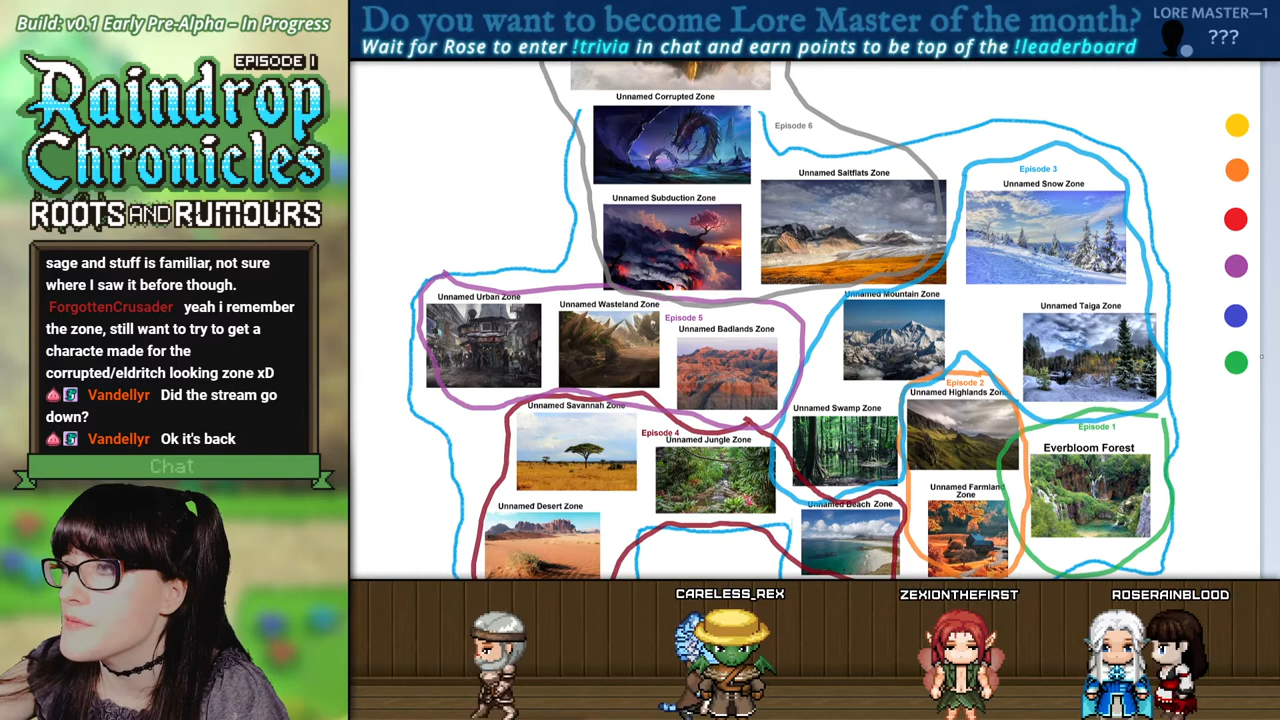 Build: v0.1 Early Pre-Alpha – In Progress
EPISODE I
Raindrop
Chronicles
ROOTS AND RUMOURS
sage and stuff is familiar, not sure
where I saw it before though.
ForgottenCrusader yeah i remember
the zone, still want to try to get a
characte made for the
corrupted/eldritch looking zone xD
Vandellyr Did the stream go
down?
Vandellyr Ok it's back
Chat
Do you want to become Lore Master of the month?
Wait for Rose to enter !trivia in chat and earn points to be top of the !leaderboard
LORE MASTER—1
???
Unnamed Corrupted Zone
Episode 6
Unnamed Saltflats Zone
Episode 3
Unnamed Snow Zone
Unnamed Subduction Zone
Unnamed Urban Zone
Unnamed Wasteland Zone
Episode 5
Unnamed Badlands Zone
Unnamed Mountain Zone
Unnamed Taiga Zone
Episode 2
Unnamed Highlands Zone
Unnamed Savannah Zone
Episode 4
Unnamed Jungle Zone
Unnamed Swamp Zone
Episode 1
Everbloom Forest
Unnamed Farmland
Zone
Unnamed Desert Zone
Unnamed Beach Zone
CARELESS_REX
ZEXIONTHEFIRST
ROSERAINBLOOD